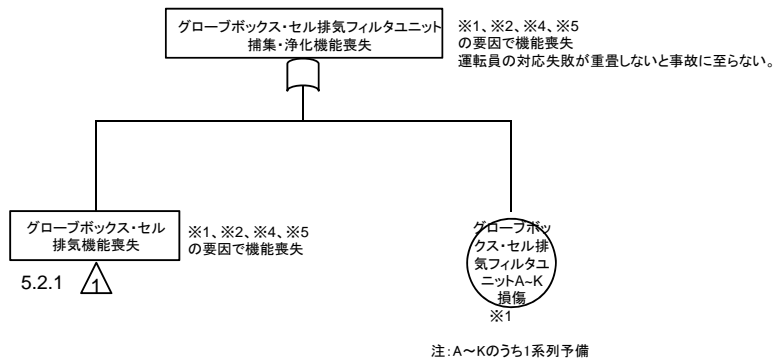 グローブボックス・セル排気フィルタユニット
捕集・浄化機能喪失
※1、※2、※4、※5
の要因で機能喪失
運転員の対応失敗が重畳しないと事故に至らない。
グローブボックス・セル
排気機能喪失
※1、※2、※4、※5
の要因で機能喪失
5.2.1
1
グローブボッ
クス・セル排
気フィルタユ
ニットA~K
損傷
※1
注:A～Kのうち1系列予備